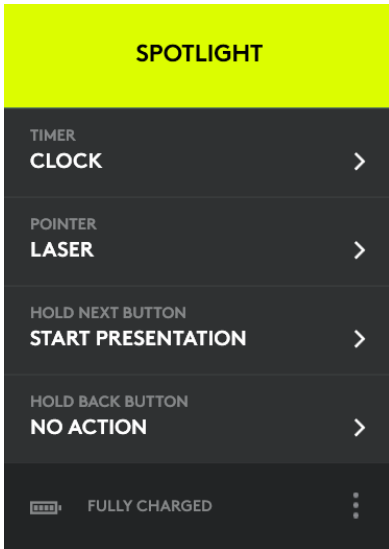 SPOTLIGHT
TIMER
CLOCK
POINTER
LASER
HOLD NEXT BUTTON
START PRESENTATION
HOLD BACK BUTTON
NO ACTION
FULLY CHARGED